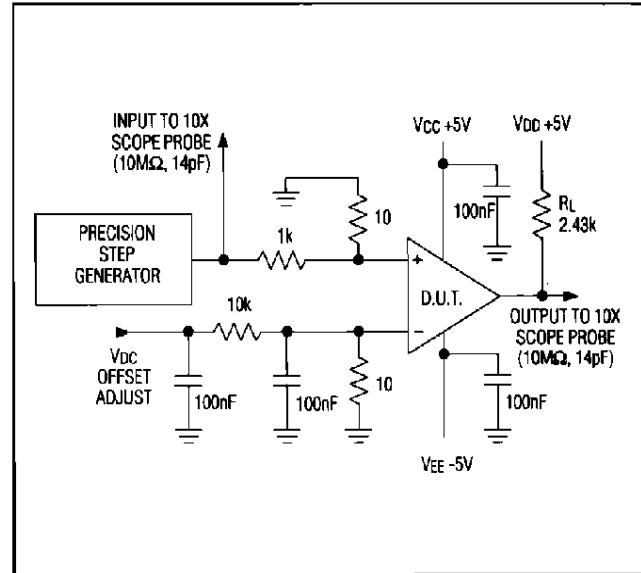 INPUT TO 10X
SCOPE PROBE
(10MΩ, 14pF)
VCC +5V
VDD +5V
100nF
RL
2.43k
10
1k
PRECISION
STEP
GENERATOR
+
D.U.T.
−
10k
OUTPUT TO 10X
SCOPE PROBE
(10MΩ, 14pF)
VDC
OFFSET
ADJUST
100nF
100nF
10
100nF
VEE -5V